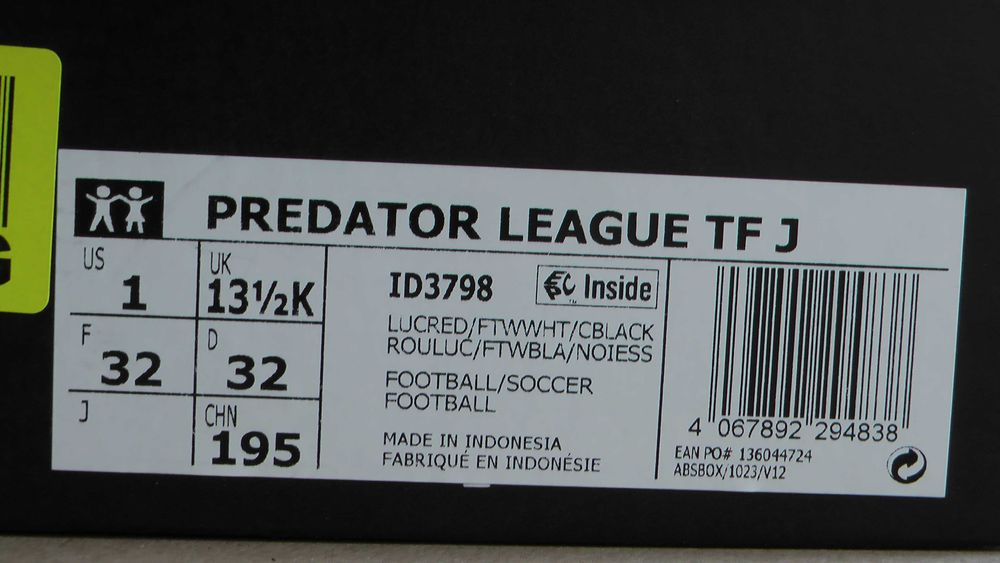 PREDATOR LEAGUE TF J
US 1
UK 13½K
F 32
D 32
J
CHN 195
ID3798
Inside
LUCRED/FTWWHT/CBLACK
ROULUC/FTWBLA/NOIESS
FOOTBALL/SOCCER
FOOTBALL
MADE IN INDONESIA
FABRIQUÉ EN INDONÉSIE
4 067892 294838
EAN PO# 136044724
ABSBOX/1023/V12